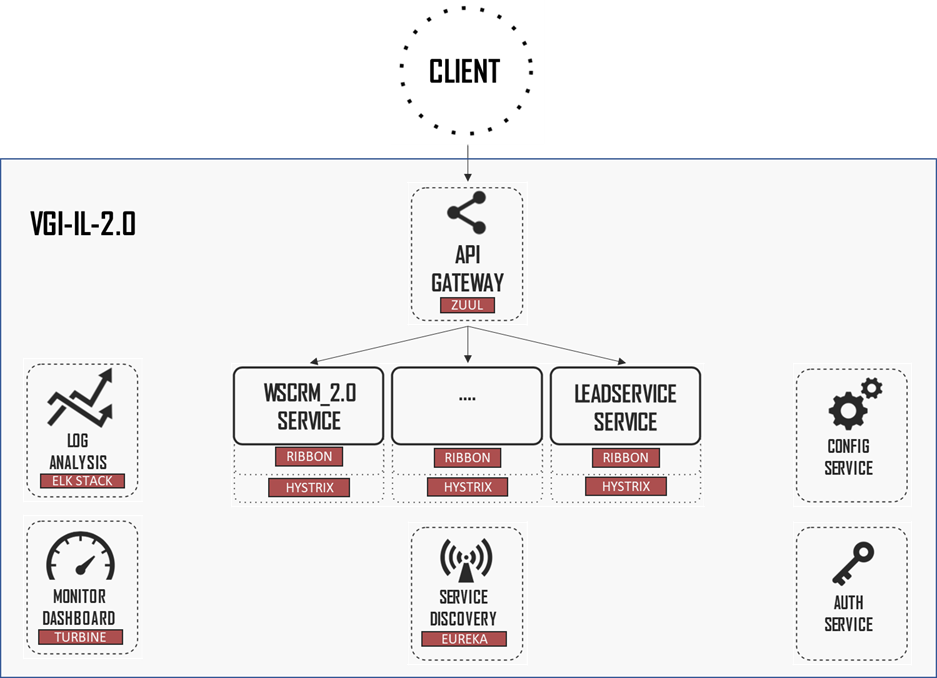 CLIENT
VGI-IL-2.0
API
GATEWAY
ZUUL
WSCRM_2.0
SERVICE
RIBBON
HYSTRIX
....
RIBBON
HYSTRIX
LEADSERVICE
SERVICE
RIBBON
HYSTRIX
LOG
ANALYSIS
ELK STACK
CONFIG
SERVICE
MONITOR
DASHBOARD
TURBINE
SERVICE
DISCOVERY
EUREKA
AUTH
SERVICE